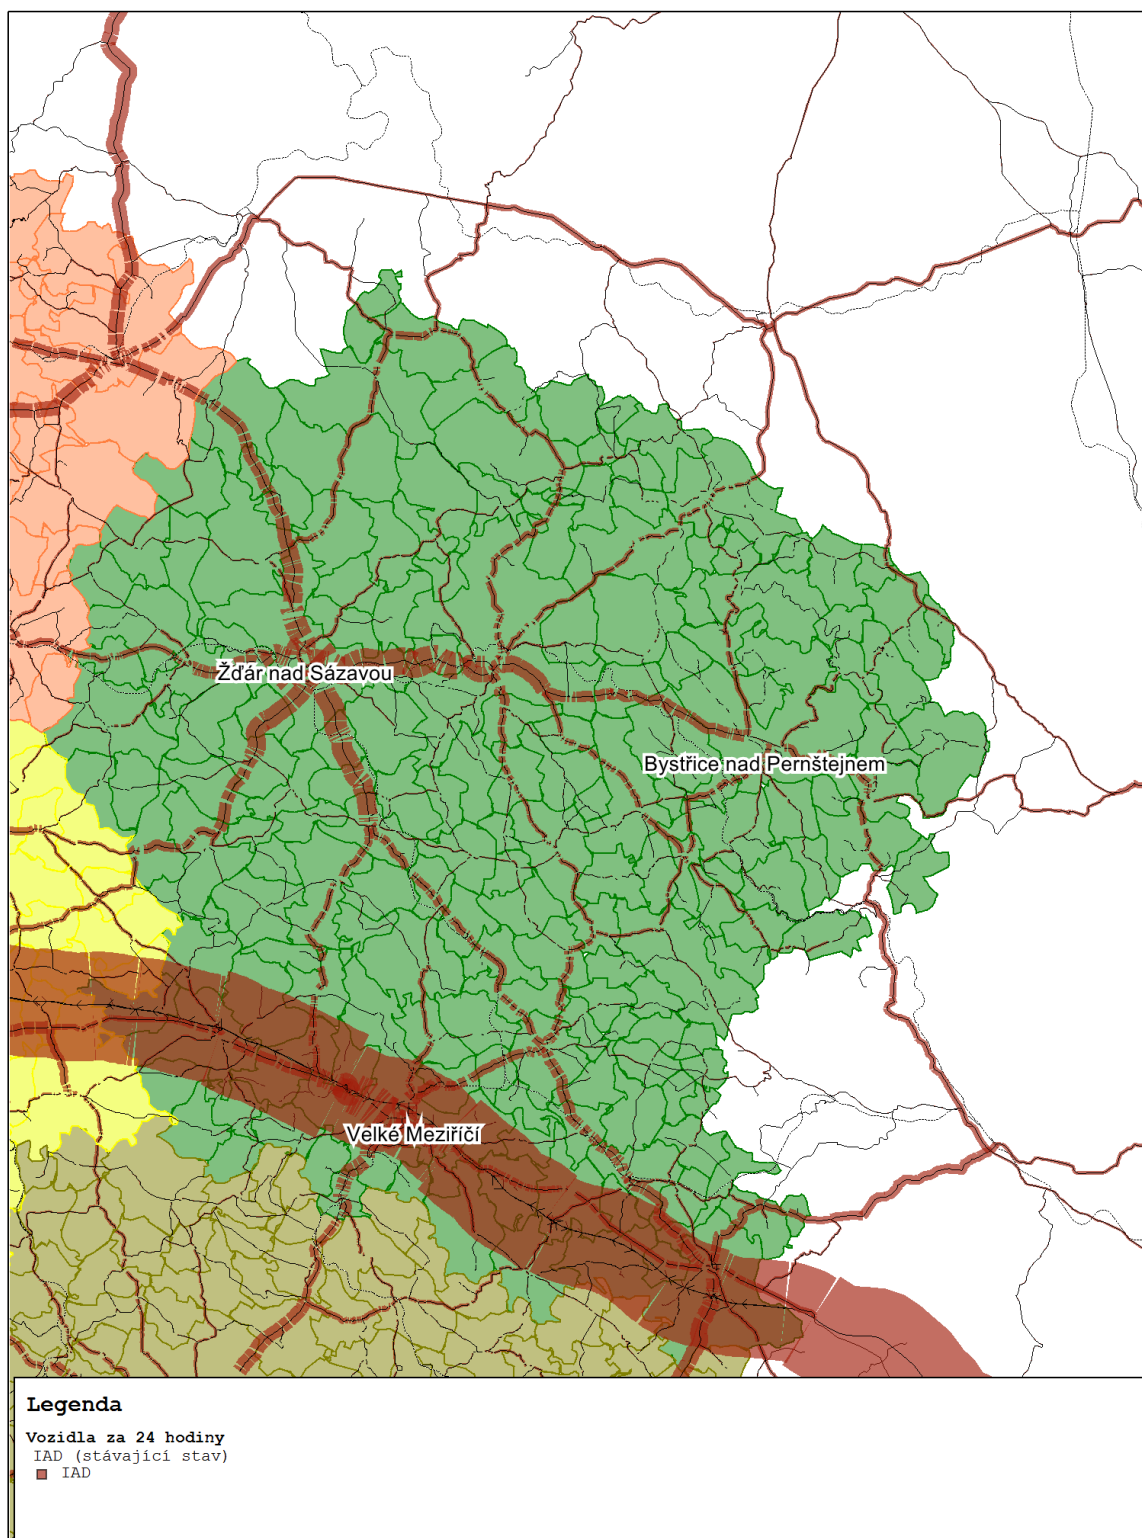 Žďár nad Sázavou
Bystřice nad Pernštejnem
Velké Meziříčí
Legenda
Vozidla za 24 hodiny
IAD (stávající stav)
IAD